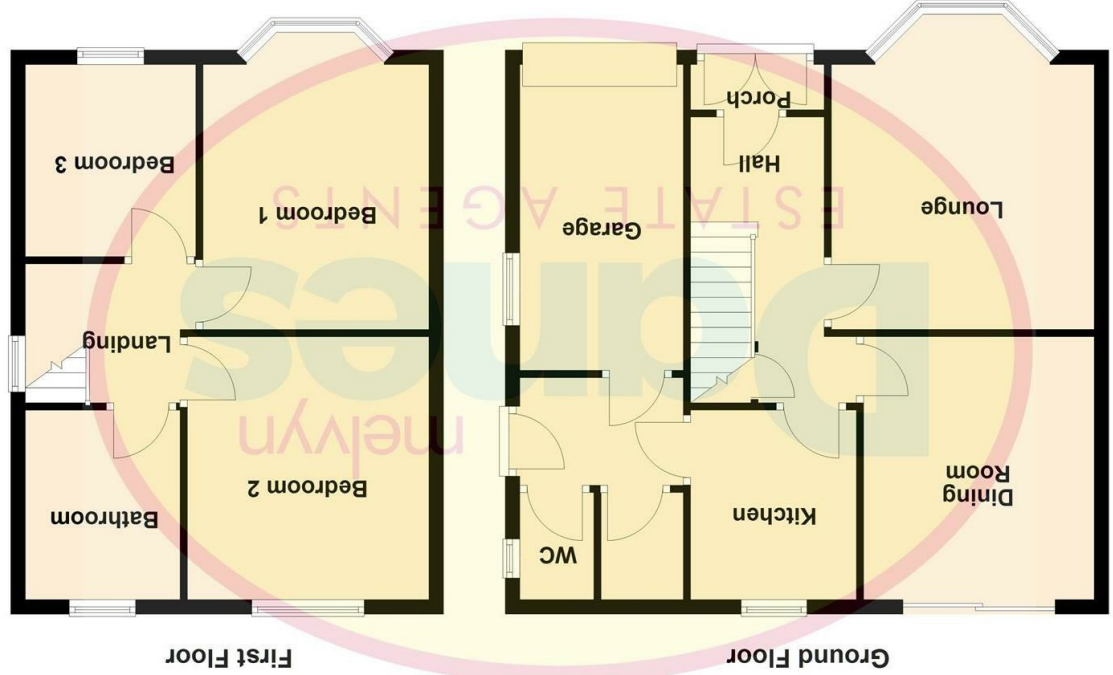 Ground Floor
WC
Kitchen
Dining
Room
Garage
Lounge
Hall
Porch
First Floor
Bathroom
Bedroom 2
Landing
Bedroom 1
Bedroom 3
melvyn
Danes
ESTATE AGENTS